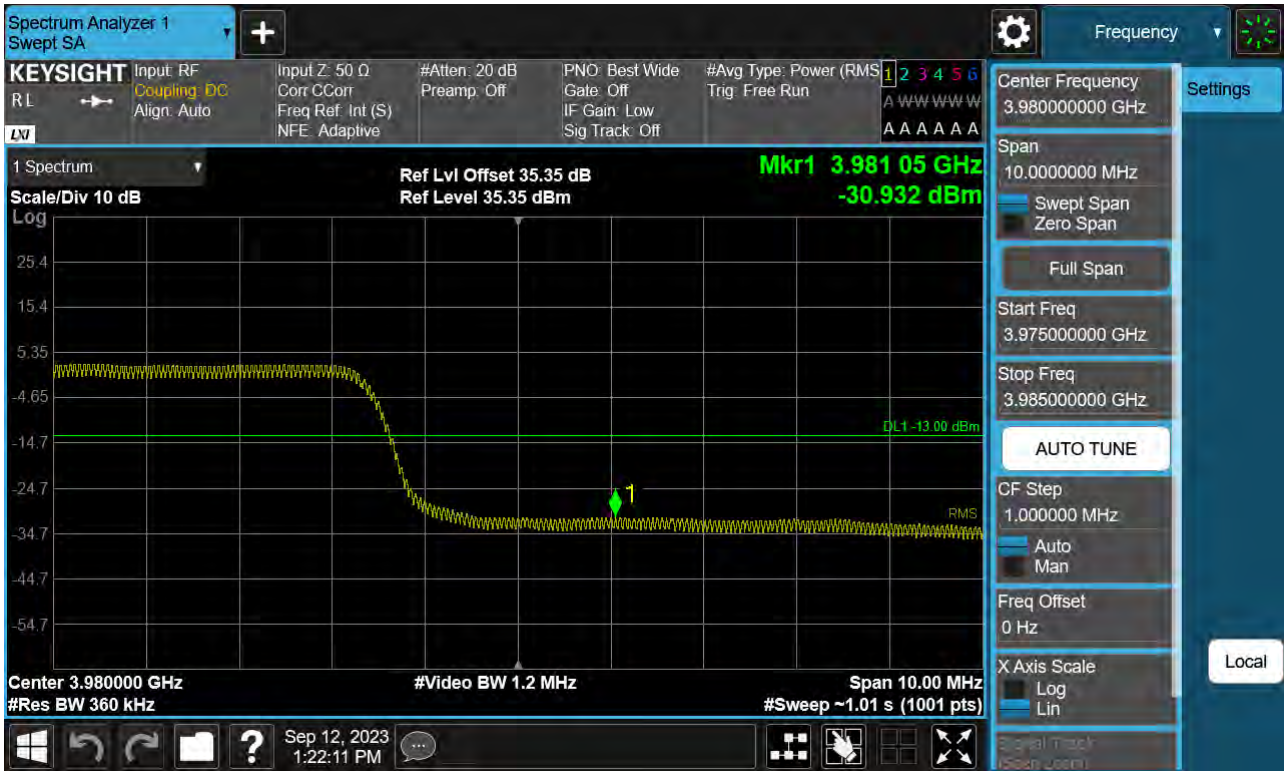 Spectrum Analyzer 1
Swept SA
+
Frequency
KEYSIGHT
RL
LXI
Input: RF
Coupling: DC
Align: Auto
Input Z: 50 Ω
Corr CCorr
Freq Ref: Int (S)
NFE: Adaptive
#Atten: 20 dB
Preamp: Off
PNO: Best Wide
Gate: Off
IF Gain: Low
Sig Track: Off
#Avg Type: Power (RMS
Trig: Free Run
1 2 3 4 5 6
A W W W W W
A A A A A A
1 Spectrum
Scale/Div 10 dB
Log
Ref Lvl Offset 35.35 dB
Ref Level 35.35 dBm
Mkr1 3.981 05 GHz
-30.932 dBm
25.4
15.4
5.35
-4.65
-14.7
-24.7
-34.7
-44.7
-54.7
DL1 -13.00 dBm
1
RMS
Center 3.980000 GHz
#Res BW 360 kHz
#Video BW 1.2 MHz
Span 10.00 MHz
#Sweep ~1.01 s (1001 pts)
Center Frequency
3.980000000 GHz
Span
10.0000000 MHz
Swept Span
Zero Span
Full Span
Start Freq
3.975000000 GHz
Stop Freq
3.985000000 GHz
AUTO TUNE
CF Step
1.000000 MHz
Auto
Man
Freq Offset
0 Hz
X Axis Scale
Log
Lin
Signal Track
(Span Zoom)
Settings
Local
?
Sep 12, 2023
1:22:11 PM